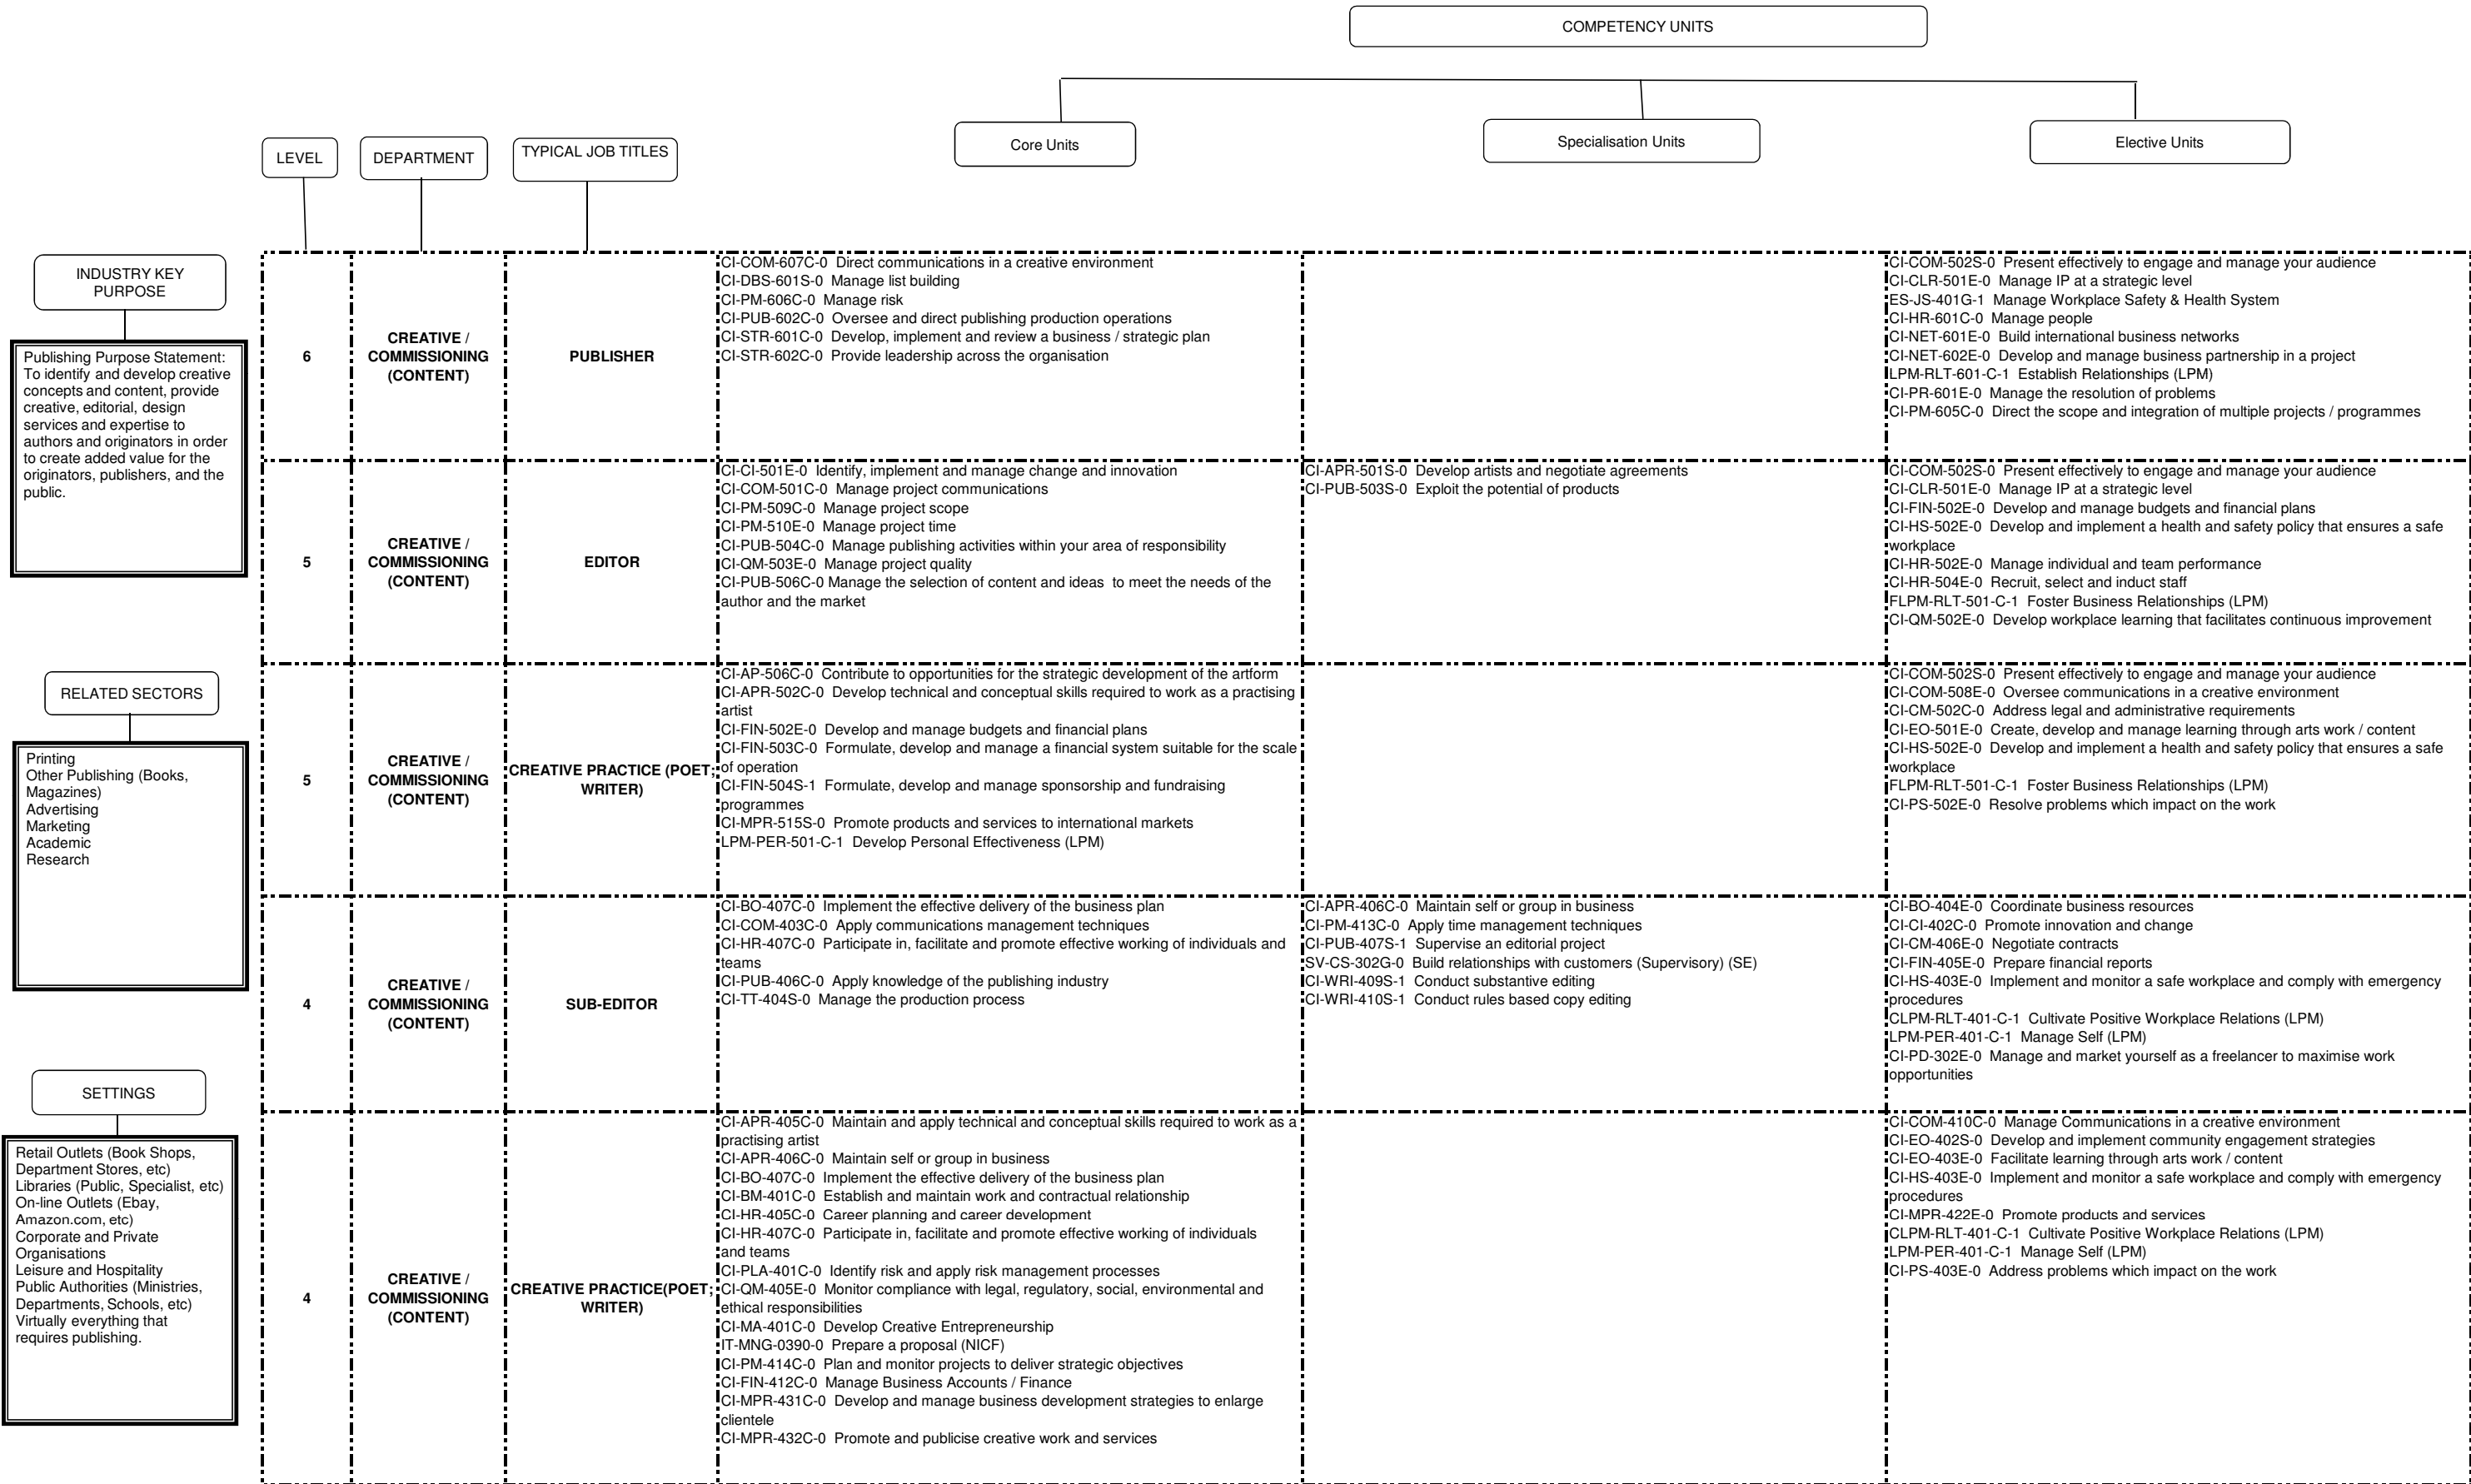 COMPETENCY UNITS
Core Units
Specialisation Units
Elective Units
LEVEL
DEPARTMENT
TYPICAL JOB TITLES
INDUSTRY KEY
PURPOSE
Publishing Purpose Statement:
To identify and develop creative
concepts and content, provide
creative, editorial, design
services and expertise to
authors and originators in order
to create added value for the
originators, publishers, and the
public.
RELATED SECTORS
Printing
Other Publishing (Books,
Magazines)
Advertising
Marketing
Academic
Research
SETTINGS
Retail Outlets (Book Shops,
Department Stores, etc)
Libraries (Public, Specialist, etc)
On-line Outlets (Ebay,
Amazon.com, etc)
Corporate and Private
Organisations
Leisure and Hospitality
Public Authorities (Ministries,
Departments, Schools, etc)
Virtually everything that
requires publishing.
6
CREATIVE /
COMMISSIONING
(CONTENT)
PUBLISHER
CI-COM-607C-0 Direct communications in a creative environment
CI-DBS-601S-0 Manage list building
CI-PM-606C-0 Manage risk
CI-PUB-602C-0 Oversee and direct publishing production operations
CI-STR-601C-0 Develop, implement and review a business / strategic plan
CI-STR-602C-0 Provide leadership across the organisation
CI-COM-502S-0 Present effectively to engage and manage your audience
CI-CLR-501E-0 Manage IP at a strategic level
ES-JS-401G-1 Manage Workplace Safety & Health System
CI-HR-601C-0 Manage people
CI-NET-601E-0 Build international business networks
CI-NET-602E-0 Develop and manage business partnership in a project
LPM-RLT-601-C-1 Establish Relationships (LPM)
CI-PR-601E-0 Manage the resolution of problems
CI-PM-605C-0 Direct the scope and integration of multiple projects / programmes
5
CREATIVE /
COMMISSIONING
(CONTENT)
EDITOR
CI-CI-501E-0 Identify, implement and manage change and innovation
CI-COM-501C-0 Manage project communications
CI-PM-509C-0 Manage project scope
CI-PM-510E-0 Manage project time
CI-PUB-504C-0 Manage publishing activities within your area of responsibility
CI-QM-503E-0 Manage project quality
CI-PUB-506C-0 Manage the selection of content and ideas to meet the needs of the
author and the market
CI-APR-501S-0 Develop artists and negotiate agreements
CI-PUB-503S-0 Exploit the potential of products
CI-COM-502S-0 Present effectively to engage and manage your audience
CI-CLR-501E-0 Manage IP at a strategic level
CI-FIN-502E-0 Develop and manage budgets and financial plans
CI-HS-502E-0 Develop and implement a health and safety policy that ensures a safe
workplace
CI-HR-502E-0 Manage individual and team performance
CI-HR-504E-0 Recruit, select and induct staff
FLPM-RLT-501-C-1 Foster Business Relationships (LPM)
CI-QM-502E-0 Develop workplace learning that facilitates continuous improvement
5
CREATIVE /
COMMISSIONING
(CONTENT)
CREATIVE PRACTICE (POET;
WRITER)
CI-AP-506C-0 Contribute to opportunities for the strategic development of the artform
CI-APR-502C-0 Develop technical and conceptual skills required to work as a practising
artist
CI-FIN-502E-0 Develop and manage budgets and financial plans
CI-FIN-503C-0 Formulate, develop and manage a financial system suitable for the scale
of operation
CI-FIN-504S-1 Formulate, develop and manage sponsorship and fundraising
programmes
CI-MPR-515S-0 Promote products and services to international markets
LPM-PER-501-C-1 Develop Personal Effectiveness (LPM)
CI-COM-502S-0 Present effectively to engage and manage your audience
CI-COM-508E-0 Oversee communications in a creative environment
CI-CM-502C-0 Address legal and administrative requirements
CI-EO-501E-0 Create, develop and manage learning through arts work / content
CI-HS-502E-0 Develop and implement a health and safety policy that ensures a safe
workplace
FLPM-RLT-501-C-1 Foster Business Relationships (LPM)
CI-PS-502E-0 Resolve problems which impact on the work
4
CREATIVE /
COMMISSIONING
(CONTENT)
SUB-EDITOR
CI-BO-407C-0 Implement the effective delivery of the business plan
CI-COM-403C-0 Apply communications management techniques
CI-HR-407C-0 Participate in, facilitate and promote effective working of individuals and
teams
CI-PUB-406C-0 Apply knowledge of the publishing industry
CI-TT-404S-0 Manage the production process
CI-APR-406C-0 Maintain self or group in business
CI-PM-413C-0 Apply time management techniques
CI-PUB-407S-1 Supervise an editorial project
SV-CS-302G-0 Build relationships with customers (Supervisory) (SE)
CI-WRI-409S-1 Conduct substantive editing
CI-WRI-410S-1 Conduct rules based copy editing
CI-BO-404E-0 Coordinate business resources
CI-CI-402C-0 Promote innovation and change
CI-CM-406E-0 Negotiate contracts
CI-FIN-405E-0 Prepare financial reports
CI-HS-403E-0 Implement and monitor a safe workplace and comply with emergency
procedures
CLPM-RLT-401-C-1 Cultivate Positive Workplace Relations (LPM)
LPM-PER-401-C-1 Manage Self (LPM)
CI-PD-302E-0 Manage and market yourself as a freelancer to maximise work
opportunities
4
CREATIVE /
COMMISSIONING
(CONTENT)
CREATIVE PRACTICE(POET;
WRITER)
CI-APR-405C-0 Maintain and apply technical and conceptual skills required to work as a
practising artist
CI-APR-406C-0 Maintain self or group in business
CI-BO-407C-0 Implement the effective delivery of the business plan
CI-BM-401C-0 Establish and maintain work and contractual relationship
CI-HR-405C-0 Career planning and career development
CI-HR-407C-0 Participate in, facilitate and promote effective working of individuals
and teams
CI-PLA-401C-0 Identify risk and apply risk management processes
CI-QM-405E-0 Monitor compliance with legal, regulatory, social, environmental and
ethical responsibilities
CI-MA-401C-0 Develop Creative Entrepreneurship
IT-MNG-0390-0 Prepare a proposal (NICF)
CI-PM-414C-0 Plan and monitor projects to deliver strategic objectives
CI-FIN-412C-0 Manage Business Accounts / Finance
CI-MPR-431C-0 Develop and manage business development strategies to enlarge
clientele
CI-MPR-432C-0 Promote and publicise creative work and services
CI-COM-410C-0 Manage Communications in a creative environment
CI-EO-402S-0 Develop and implement community engagement strategies
CI-EO-403E-0 Facilitate learning through arts work / content
CI-HS-403E-0 Implement and monitor a safe workplace and comply with emergency
procedures
CI-MPR-422E-0 Promote products and services
CLPM-RLT-401-C-1 Cultivate Positive Workplace Relations (LPM)
LPM-PER-401-C-1 Manage Self (LPM)
CI-PS-403E-0 Address problems which impact on the work